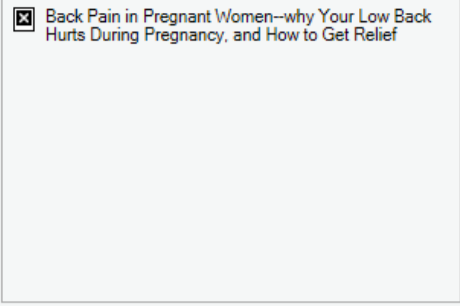 Back Pain in Pregnant Women--why Your Low Back
Hurts During Pregnancy, and How to Get Relief